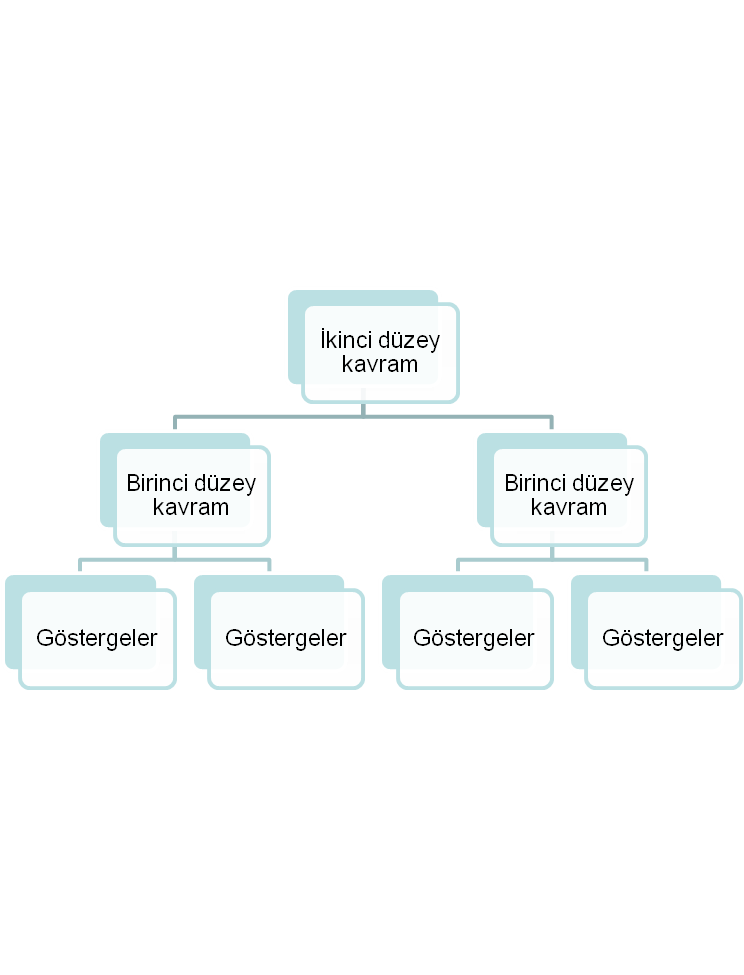 İkinci düzey
kavram
Birinci düzey
kavram
Birinci düzey
kavram
Göstergeler
Göstergeler
Göstergeler
Göstergeler